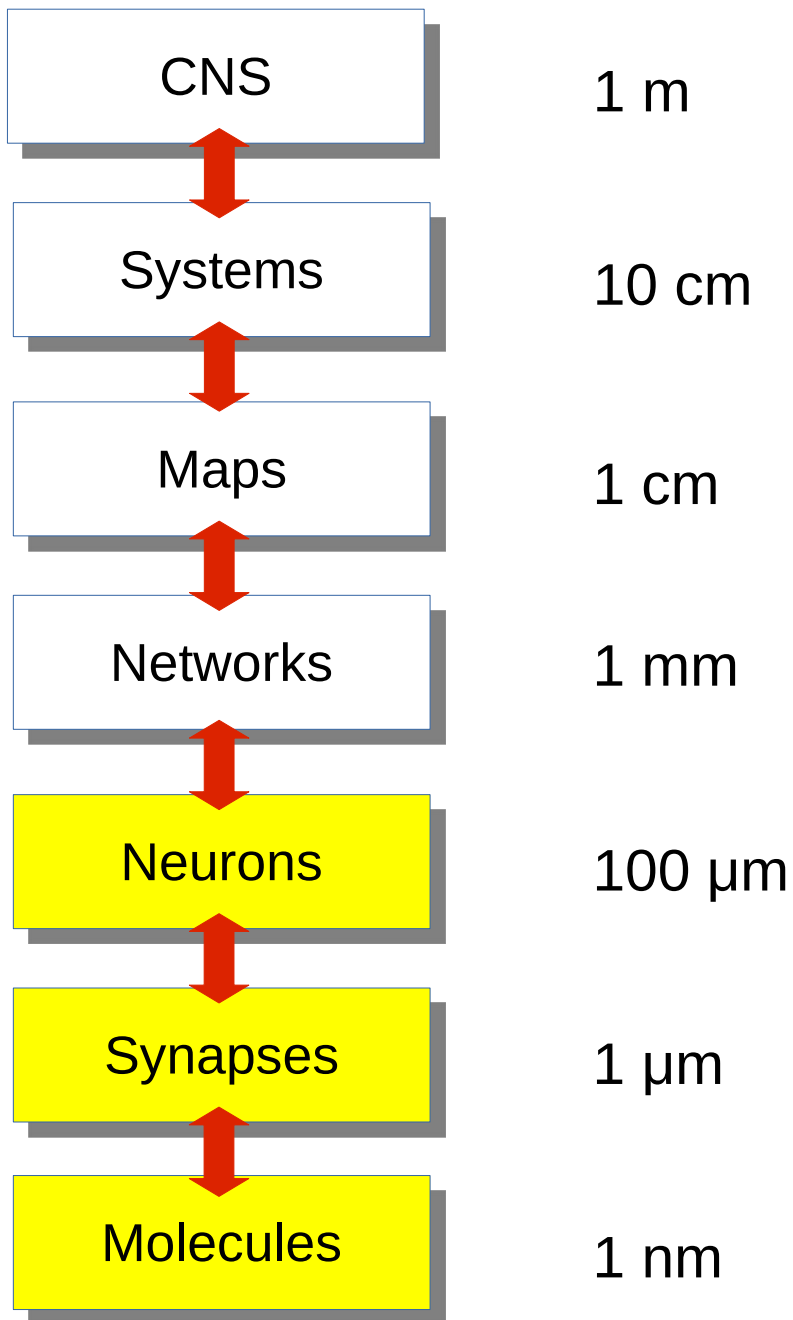 CNS 1 m
Systems 10 cm
Maps 1 cm
Networks 1 mm
Neurons 100 µm
Synapses 1 µm
Molecules 1 nm